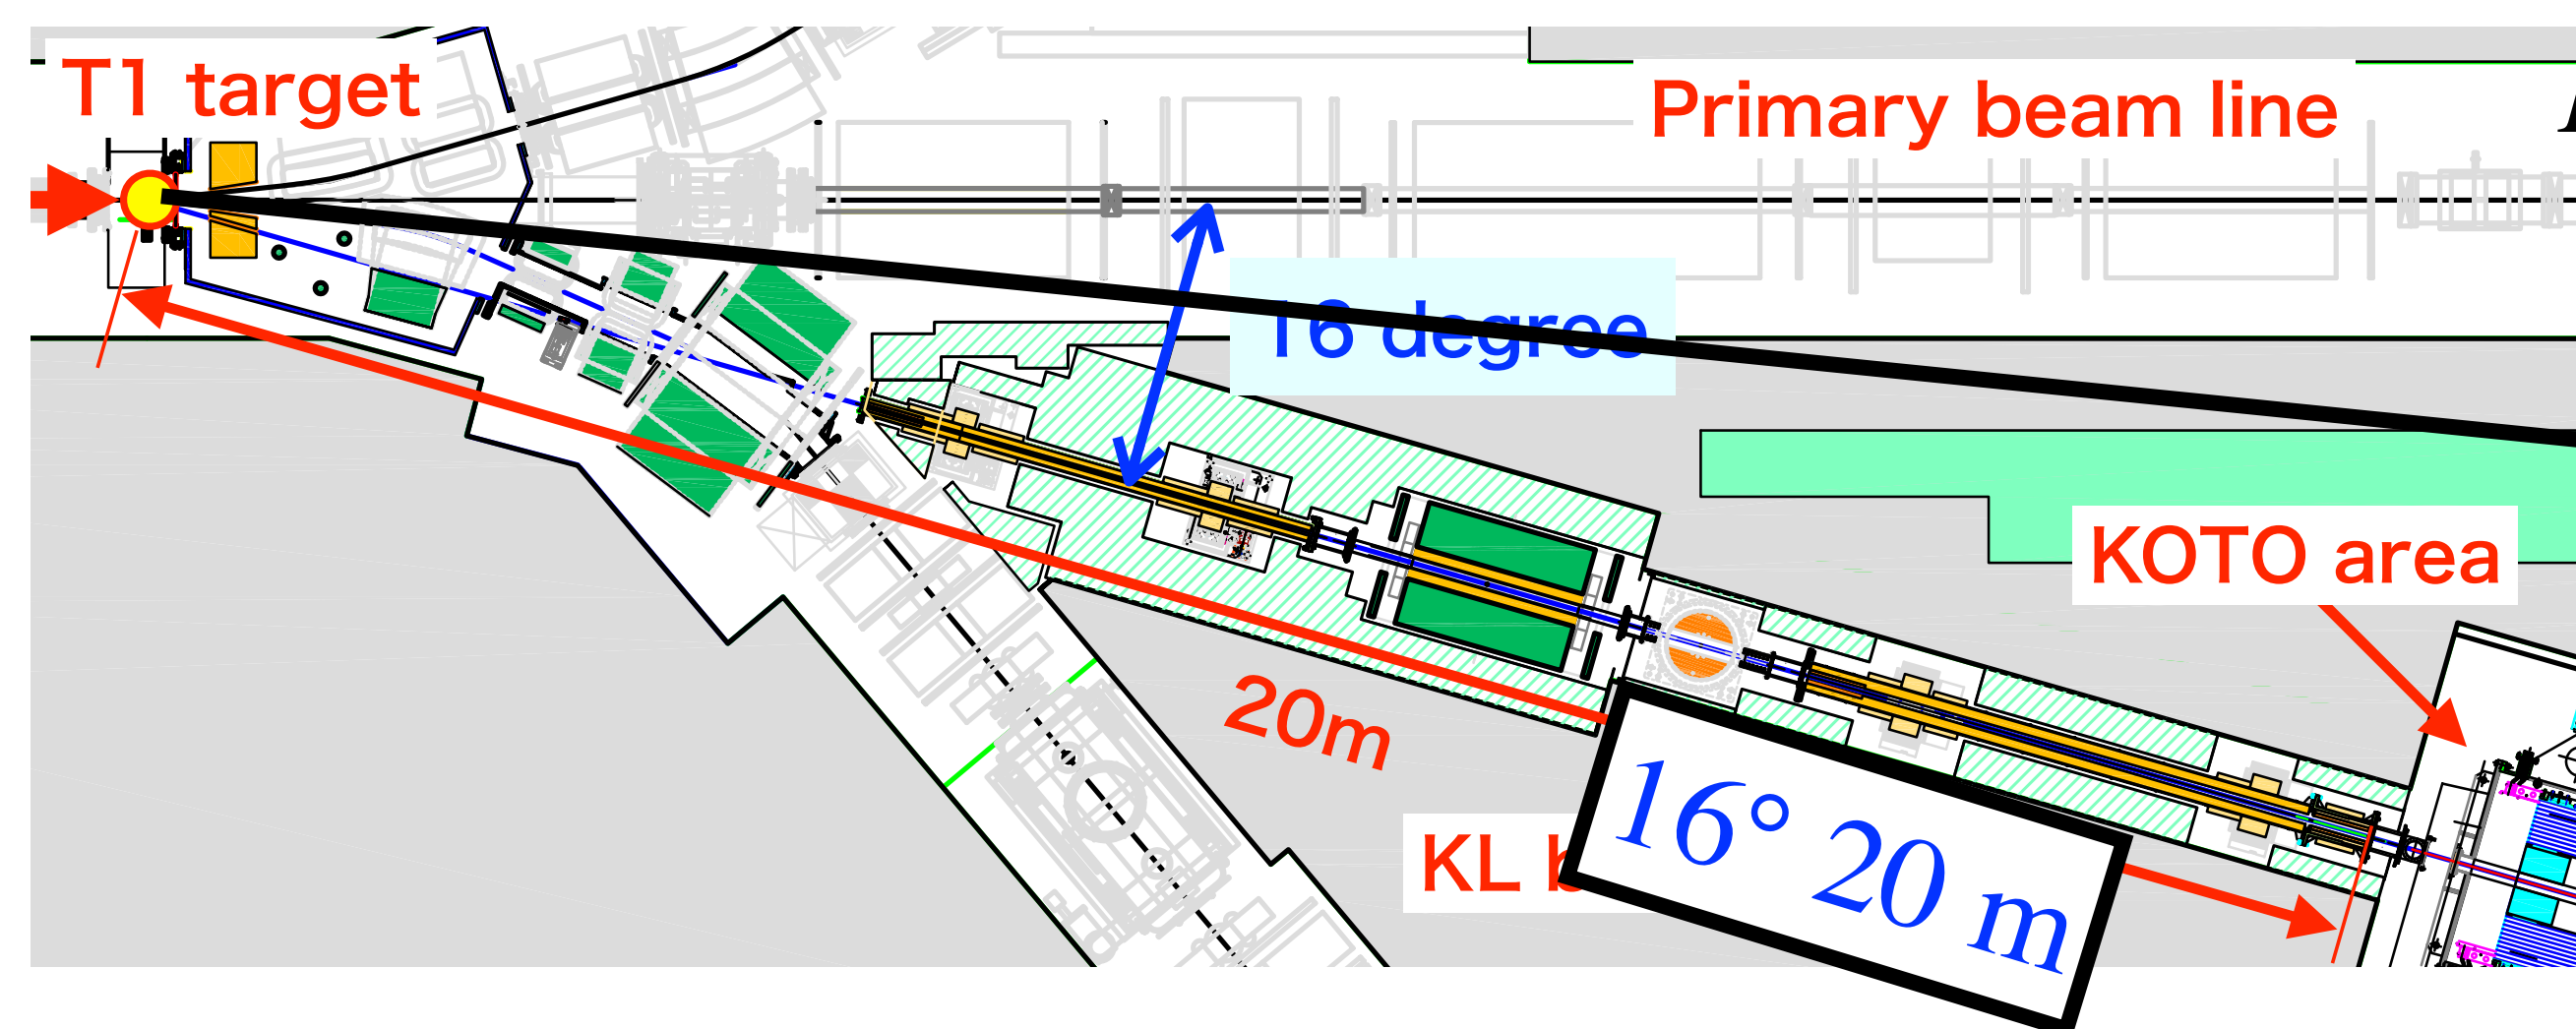 T1 target
Primary beam line
16 degree
KOTO area
20m
KL
16° 20 m